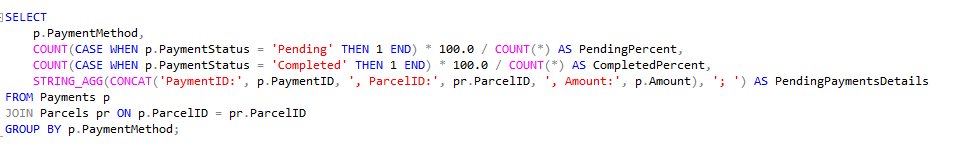 SELECT
p.PaymentMethod,
COUNT(CASE WHEN p.PaymentStatus = 'Pending' THEN 1 END) * 100.0 / COUNT(*) AS PendingPercent,
COUNT(CASE WHEN p.PaymentStatus = 'Completed' THEN 1 END) * 100.0 / COUNT(*) AS CompletedPercent,
STRING_AGG(CONCAT('PaymentID:', p.PaymentID, ', ParcelID:', pr.ParcelID, ', Amount:', p.Amount), '; ') AS PendingPaymentsDetails
FROM Payments p
JOIN Parcels pr ON p.ParcelID = pr.ParcelID
GROUP BY p.PaymentMethod;